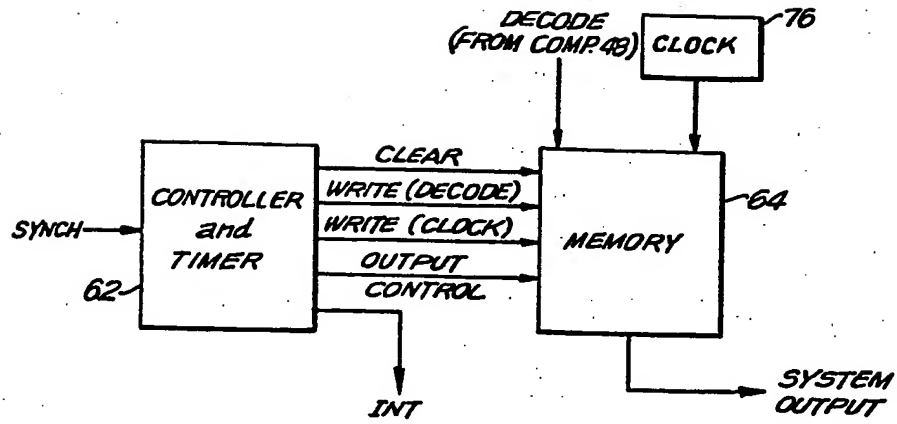 DECODE
(FROM COMP. 48)
CLOCK
76
CONTROLLER
and
TIMER
SYNCH
62
CLEAR
WRITE (DECODE)
WRITE (CLOCK)
OUTPUT
CONTROL
MEMORY
64
INT
SYSTEM
OUTPUT